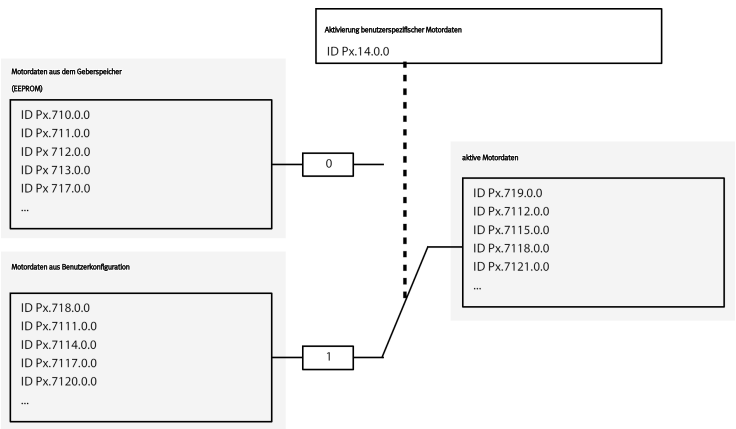 Aktivierung benutzerspezifischer Motordaten
ID Px.14.0.0
Motordaten aus dem Geberspeicher
(EEPROM)
ID Px.710.0.0
ID Px.711.0.0
ID Px 712.0.0
ID Px 713.0.0
ID Px 717.0.0
...
0
aktive Motordaten
ID Px.719.0.0
ID Px.7112.0.0
ID Px.7115.0.0
ID Px.7118.0.0
ID Px.7121.0.0
...
Motordaten aus Benutzerkonfiguration
ID Px.718.0.0
ID Px.7111.0.0
ID Px.7114.0.0
ID Px.7117.0.0
ID Px.7120.0.0
...
1